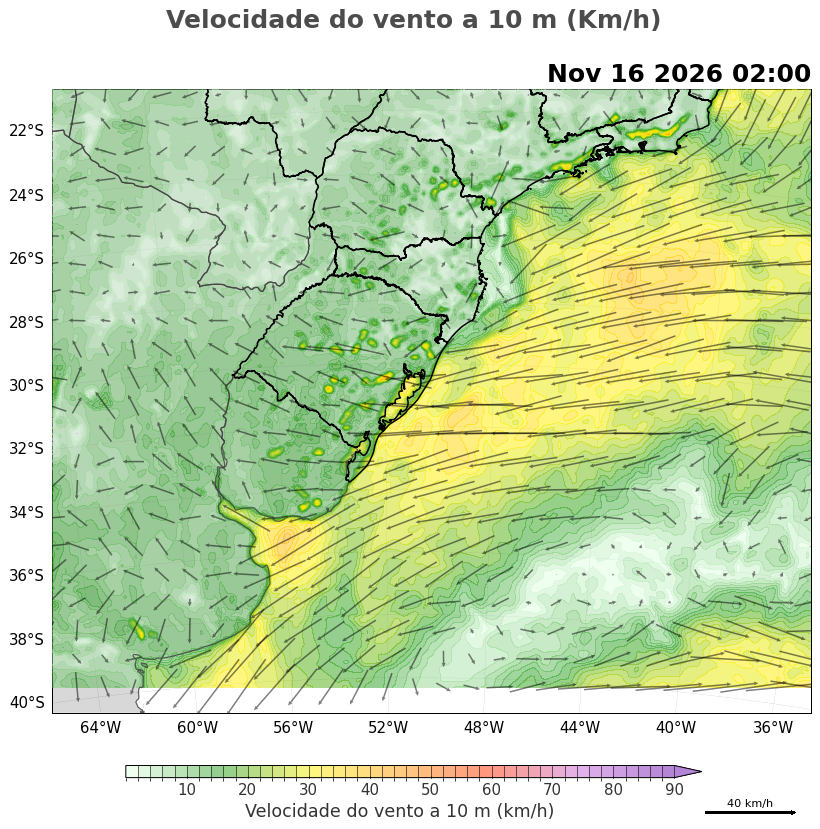 Velocidade do vento a 10 m (Km/h)
Nov 16 2026 02:00
22°S
24°S
26°S
28°S
30°S
32°S
34°S
36°S
38°S
40°S
64°W 60°W 56°W 52°W 48°W 44°W 40°W 36°W
10 20 30 40 50 60 70 80 90
Velocidade do vento a 10 m (km/h)
40 km/h